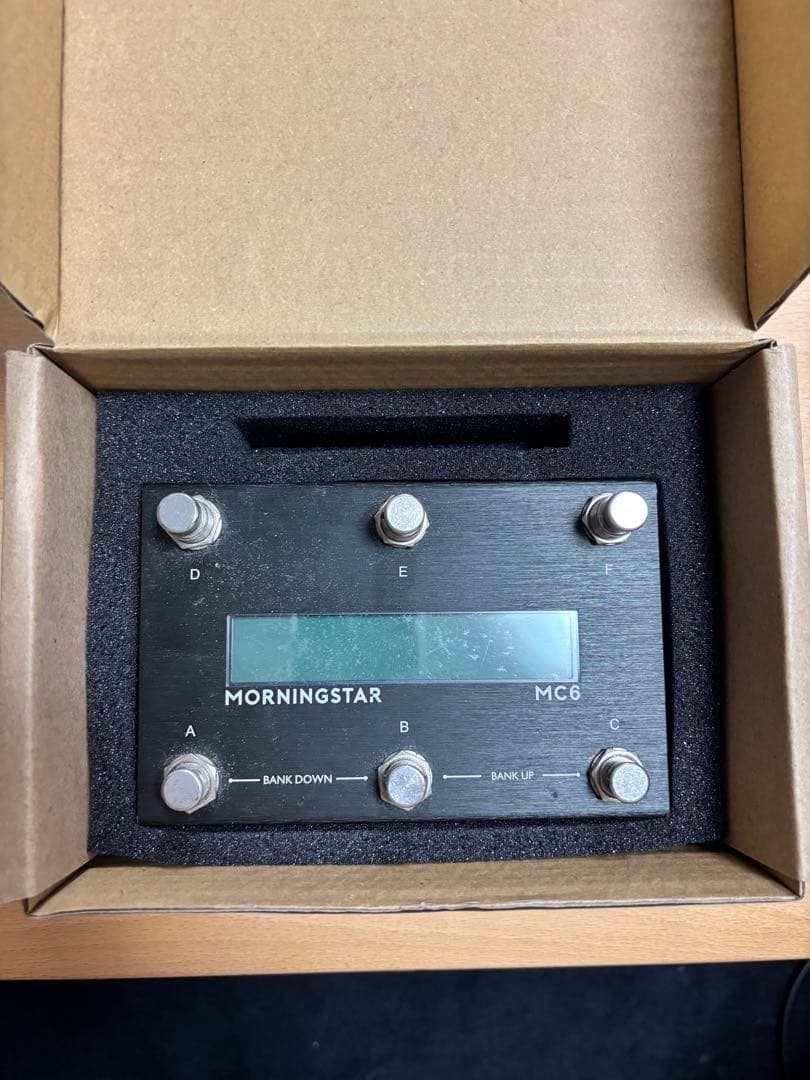 D E F
MORNINGSTAR MC6
A B C
BANK DOWN BANK UP